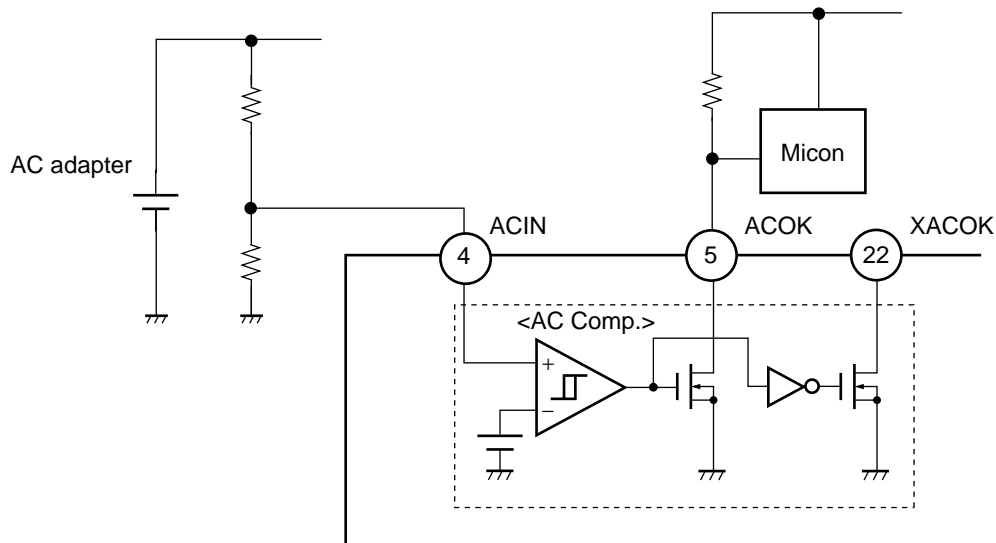 Micon
AC adapter
ACIN
ACOK
XACOK
4
5
22
<AC Comp.>
+
−